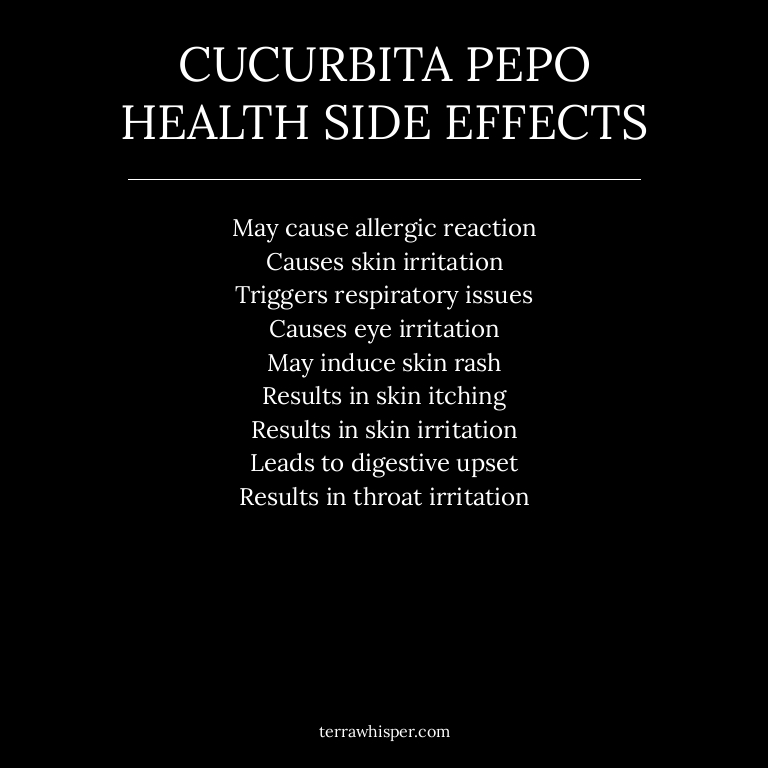 CUCURBITA PEPO
HEALTH SIDE EFFECTS
May cause allergic reaction
Causes skin irritation
Triggers respiratory issues
Causes eye irritation
May induce skin rash
Results in skin itching
Results in skin irritation
Leads to digestive upset
Results in throat irritation
terrawhisper.com